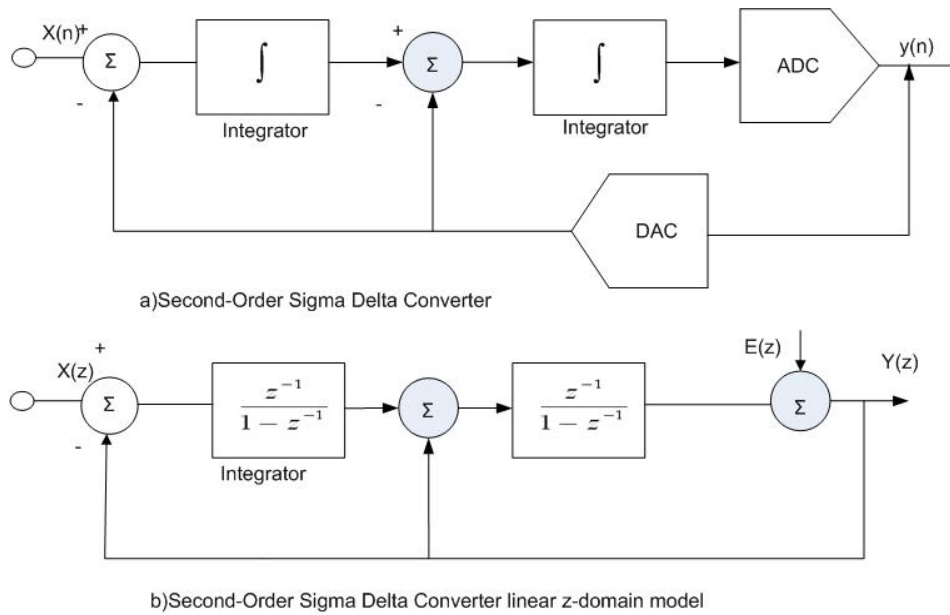 X(n)+
-
Σ
∫
Integrator
+
-
Σ
∫
Integrator
ADC
y(n)
DAC
a)Second-Order Sigma Delta Converter
X(z)
+
-
Σ
z⁻¹
1 − z⁻¹
Integrator
Σ
z⁻¹
1 − z⁻¹
E(z)
Σ
Y(z)
b)Second-Order Sigma Delta Converter linear z-domain model